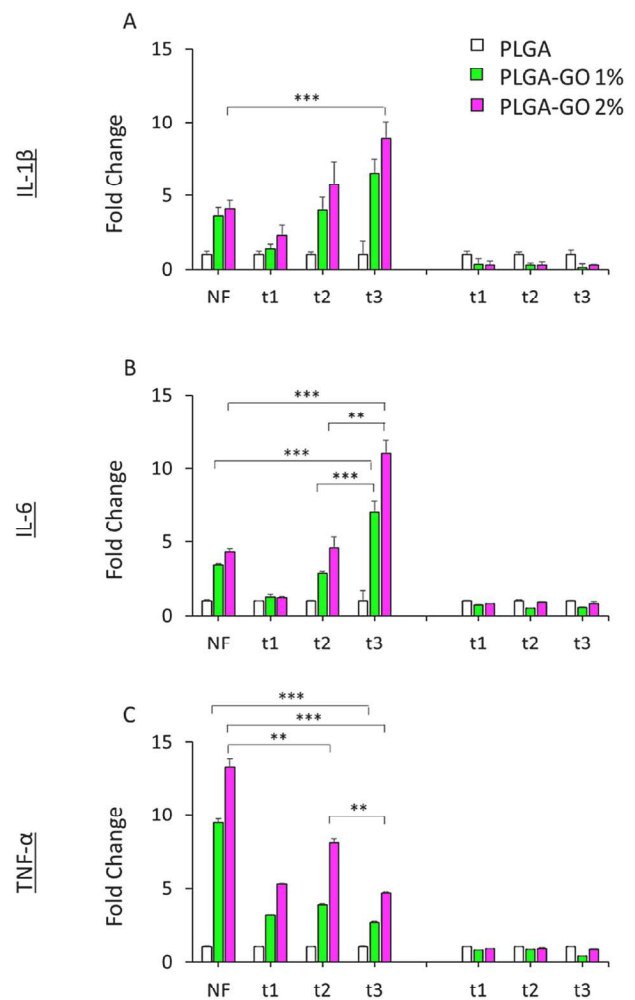 A
PLGA
PLGA-GO 1%
PLGA-GO 2%
IL-1β
Fold Change
15
10
5
0
***
NF t1 t2 t3 t1 t2 t3
B
IL-6
Fold Change
15
10
5
0
***
**
***
***
NF t1 t2 t3 t1 t2 t3
C
TNF-α
Fold Change
15
10
5
0
***
***
**
**
NF t1 t2 t3 t1 t2 t3